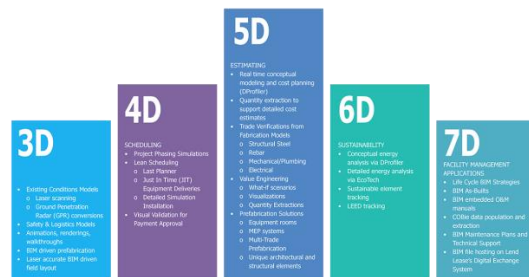 3D
• Existing Conditions Models
o Laser scanning
o Ground Penetration
Radar (GPR) conversions
• Safety & Logistics Models
• Animations, renderings,
walkthroughs
• BIM driven prefabrication
• Laser accurate BIM driven
field layout
4D
SCHEDULING
• Project Phasing Simulations
• Lean Scheduling
o Last Planner
o Just In Time (JIT)
Equipment Deliveries
o Detailed Simulation
Installation
• Visual Validation for
Payment Approval
5D
ESTIMATING
• Real time conceptual
modeling and cost planning
(DProfiler)
• Quantity extraction to
support detailed cost
estimates
• Trade Verifications from
Fabrication Models
o Structural Steel
o Rebar
o Mechanical/Plumbing
o Electrical
• Value Engineering
o What-if scenarios
o Visualizations
o Quantity Extractions
• Prefabrication Solutions
o Equipment rooms
o MEP systems
o Multi-Trade
Prefabrication
o Unique architectural and
structural elements
6D
SUSTAINABILITY
• Conceptual energy
analysis via DProfiler
• Detailed energy analysis
via EcoTech
• Sustainable element
tracking
• LEED tracking
7D
FACILITY MANAGEMENT
APPLICATIONS
• Life Cycle BIM Strategies
• BIM As-Builts
• BIM embedded O&M
manuals
• COBie data population and
extraction
• BIM Maintenance Plans and
Technical Support
• BIM file hosting on Lend
Lease's Digital Exchange
System